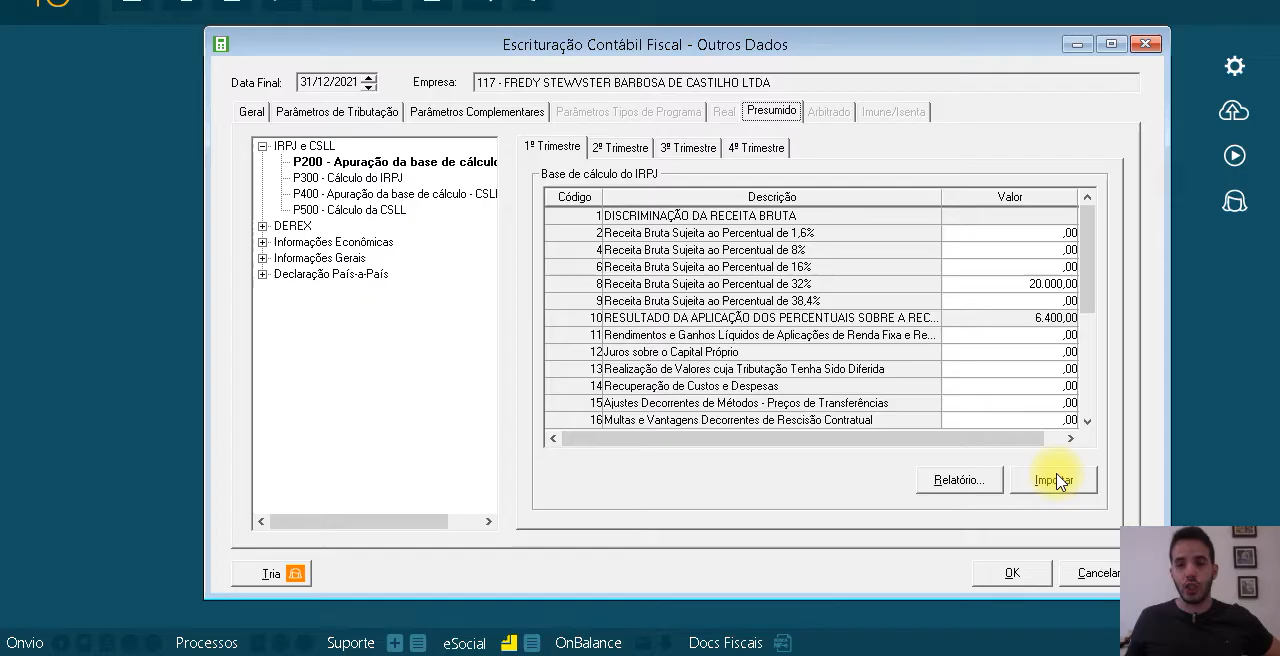 Escrituração Contábil Fiscal - Outros Dados
Data Final: 31/12/2021 Empresa: 117 - FREDY STEWVSTER BARBOSA DE CASTILHO LTDA
Geral Parâmetros de Tributação Parâmetros Complementares Parâmetros Tipos de Programa Real Presumido Arbitrado Imune/Isenta
IRPJ e CSLL
P200 - Apuração da base de cálculo
P300 - Cálculo do IRPJ
P400 - Apuração da base de cálculo - CSLL
P500 - Cálculo da CSLL
DEREX
Informações Econômicas
Informações Gerais
Declaração País-a-País
1º Trimestre 2º Trimestre 3º Trimestre 4º Trimestre
Base de cálculo do IRPJ
Código Descrição Valor
1 DISCRIMINAÇÃO DA RECEITA BRUTA
2 Receita Bruta Sujeita ao Percentual de 1,6% ,00
4 Receita Bruta Sujeita ao Percentual de 8% ,00
6 Receita Bruta Sujeita ao Percentual de 16% ,00
8 Receita Bruta Sujeita ao Percentual de 32% 20.000,00
9 Receita Bruta Sujeita ao Percentual de 38,4% ,00
10 RESULTADO DA APLICAÇÃO DOS PERCENTUAIS SOBRE A REC... 6.400,00
11 Rendimentos e Ganhos Líquidos de Aplicações de Renda Fixa e Re... ,00
12 Juros sobre o Capital Próprio ,00
13 Realização de Valores cuja Tributação Tenha Sido Diferida ,00
14 Recuperação de Custos e Despesas ,00
15 Ajustes Decorrentes de Métodos - Preços de Transferências ,00
16 Multas e Vantagens Decorrentes de Rescisão Contratual ,00
Relatório... Importar
Tria OK Cancelar
Onvio Processos Suporte eSocial OnBalance Docs Fiscais